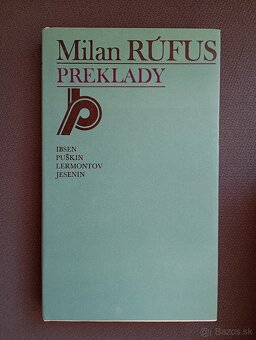 Milan RÚFUS
PREKLADY
IBSEN
PUŠKIN
LERMONTOV
JESENIN
© Bazos.sk